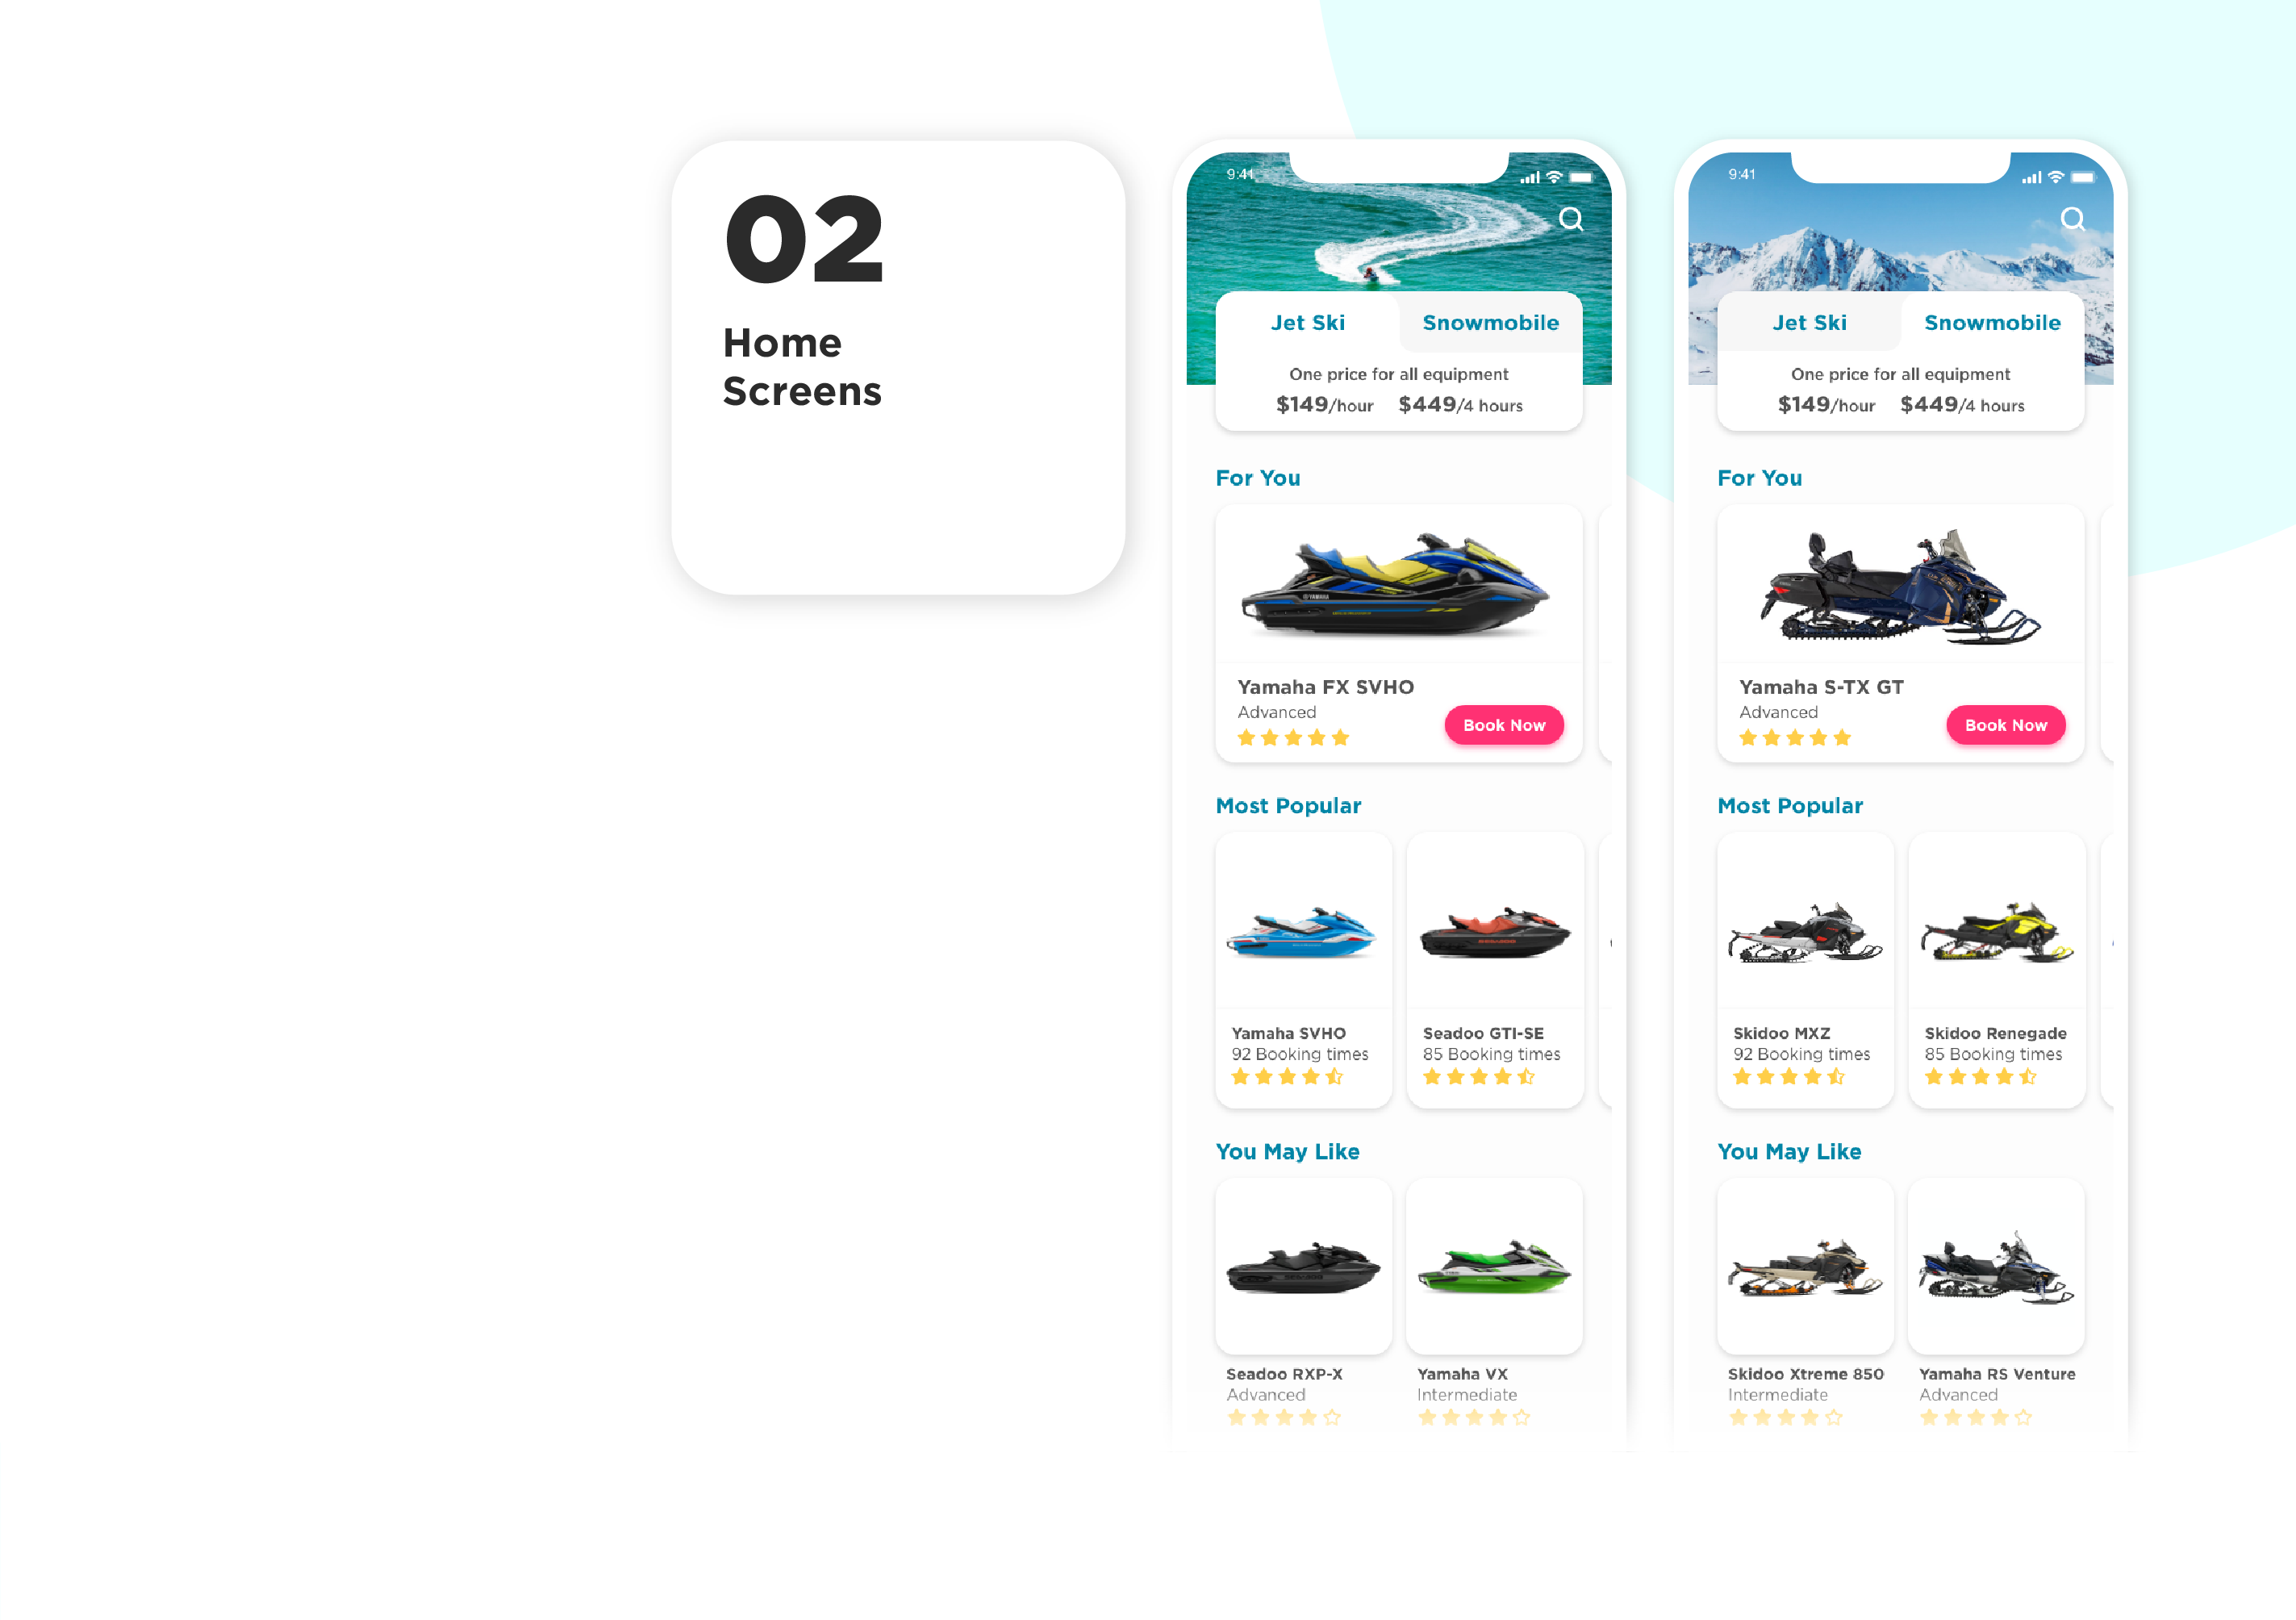 02
Home
Screens
9:41
Jet Ski
Snowmobile
One price for all equipment
$149/hour $449/4 hours
For You
YAMAHA
Yamaha FX SVHO
Advanced
Book Now
Most Popular
SEADOO
Yamaha SVHO
92 Booking times
Seadoo GTI-SE
85 Booking times
You May Like
Seadoo RXP-X
Advanced
Yamaha VX
Intermediate
9:41
Jet Ski
Snowmobile
One price for all equipment
$149/hour $449/4 hours
For You
Yamaha S-TX GT
Advanced
Book Now
Most Popular
Skidoo MXZ
92 Booking times
Skidoo Renegade
85 Booking times
You May Like
Skidoo Xtreme 850
Intermediate
Yamaha RS Venture
Advanced